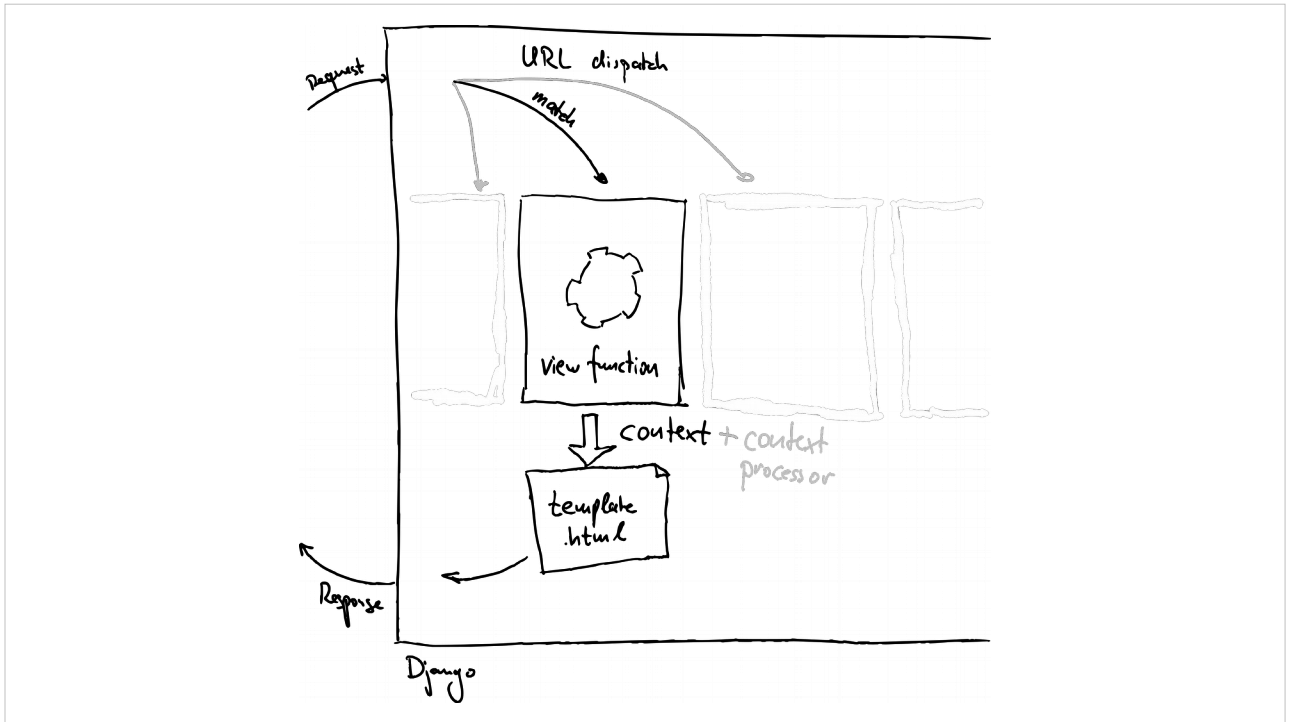 URL dispatch
Request
match
view function
context + context
processor
template
.html
Response
Django